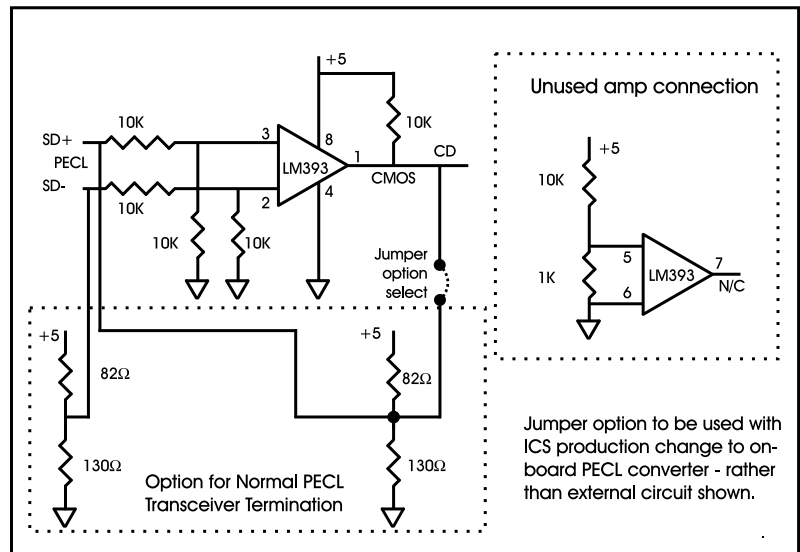 +5
Unused amp connection
10K
10K
SD+
3
8
CD
PECL
LM393
1
CMOS
SD-
4
10K
2
10K
10K
Jumper
option
select
+5
10K
5
7
1K
LM393
N/C
6
+5
+5
82Ω
82Ω
130Ω
130Ω
Option for Normal PECL
Transceiver Termination
Jumper option to be used with
ICS production change to on-
board PECL converter - rather
than external circuit shown.